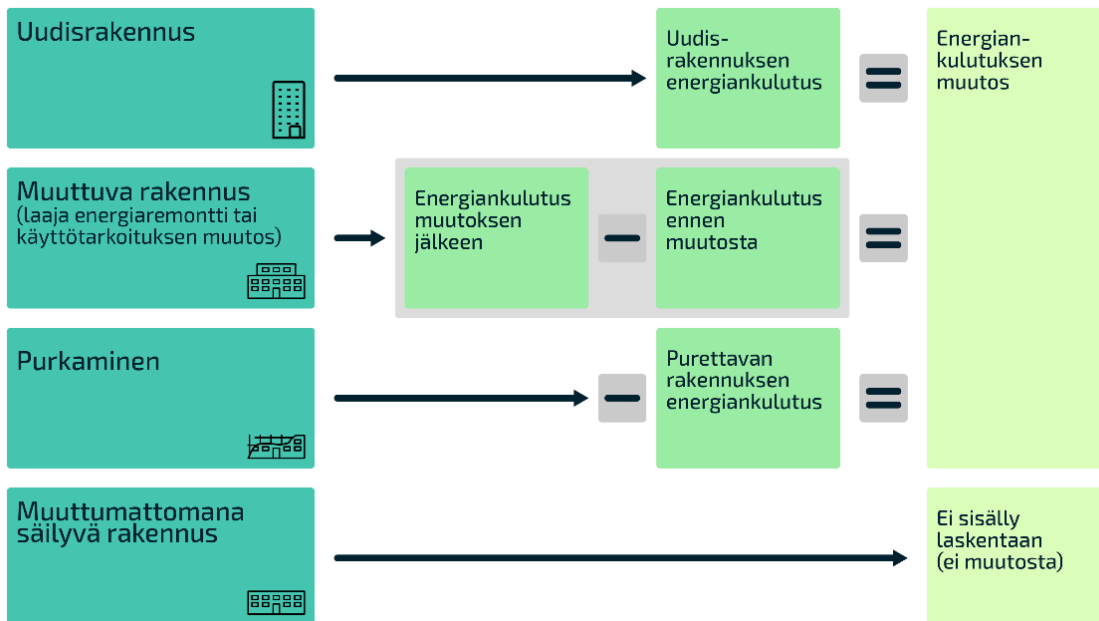 Uudisrakennus
Uudis-
rakennuksen
energiankulutus
Energian-
kulutuksen
muutos
Muuttuva rakennus
(laaja energiaremontti tai
käyttötarkoituksen muutos)
Energiankulutus
muutoksen
jälkeen
Energiankulutus
ennen
muutosta
Purkaminen
Purettavan
rakennuksen
energiankulutus
Muuttumattomana
säilyvä rakennus
Ei sisälly
laskentaan
(ei muutosta)